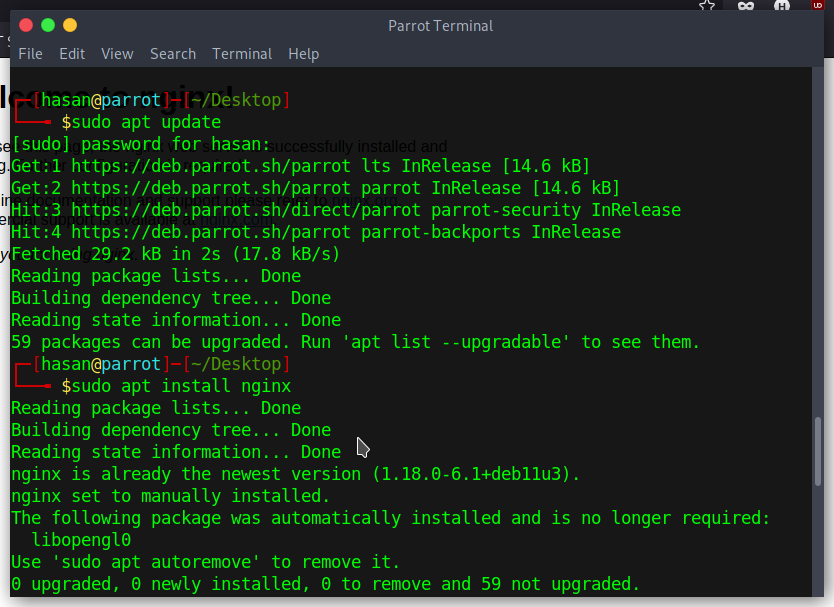 Parrot Terminal
File Edit View Search Terminal Help
┌─[hasan@parrot]─[~/Desktop]
└──╼ $sudo apt update
[sudo] password for hasan:
Get:1 https://deb.parrot.sh/parrot lts InRelease [14.6 kB]
Get:2 https://deb.parrot.sh/parrot parrot InRelease [14.6 kB]
Hit:3 https://deb.parrot.sh/direct/parrot parrot-security InRelease
Hit:4 https://deb.parrot.sh/parrot parrot-backports InRelease
Fetched 29.2 kB in 2s (17.8 kB/s)
Reading package lists... Done
Building dependency tree... Done
Reading state information... Done
59 packages can be upgraded. Run 'apt list --upgradable' to see them.
┌─[hasan@parrot]─[~/Desktop]
└──╼ $sudo apt install nginx
Reading package lists... Done
Building dependency tree... Done
Reading state information... Done
nginx is already the newest version (1.18.0-6.1+deb11u3).
nginx set to manually installed.
The following package was automatically installed and is no longer required:
  libopengl0
Use 'sudo apt autoremove' to remove it.
0 upgraded, 0 newly installed, 0 to remove and 59 not upgraded.